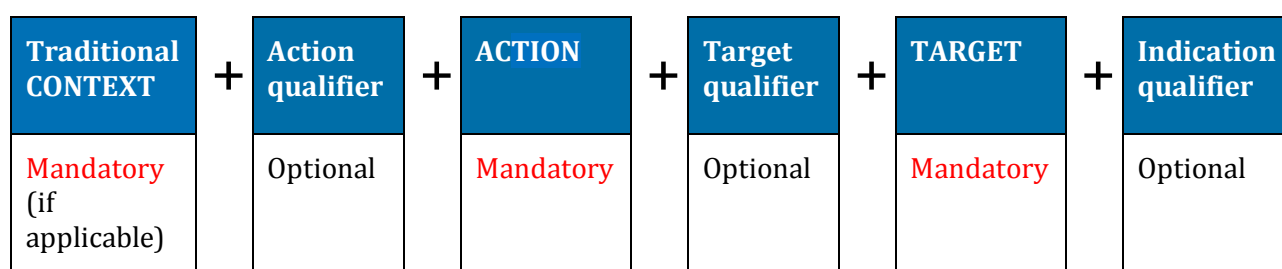 Traditional
CONTEXT
+
Action
qualifier
+
ACTION
+
Target
qualifier
+
TARGET
+
Indication
qualifier
Mandatory
(if
applicable)
Optional
Mandatory
Optional
Mandatory
Optional